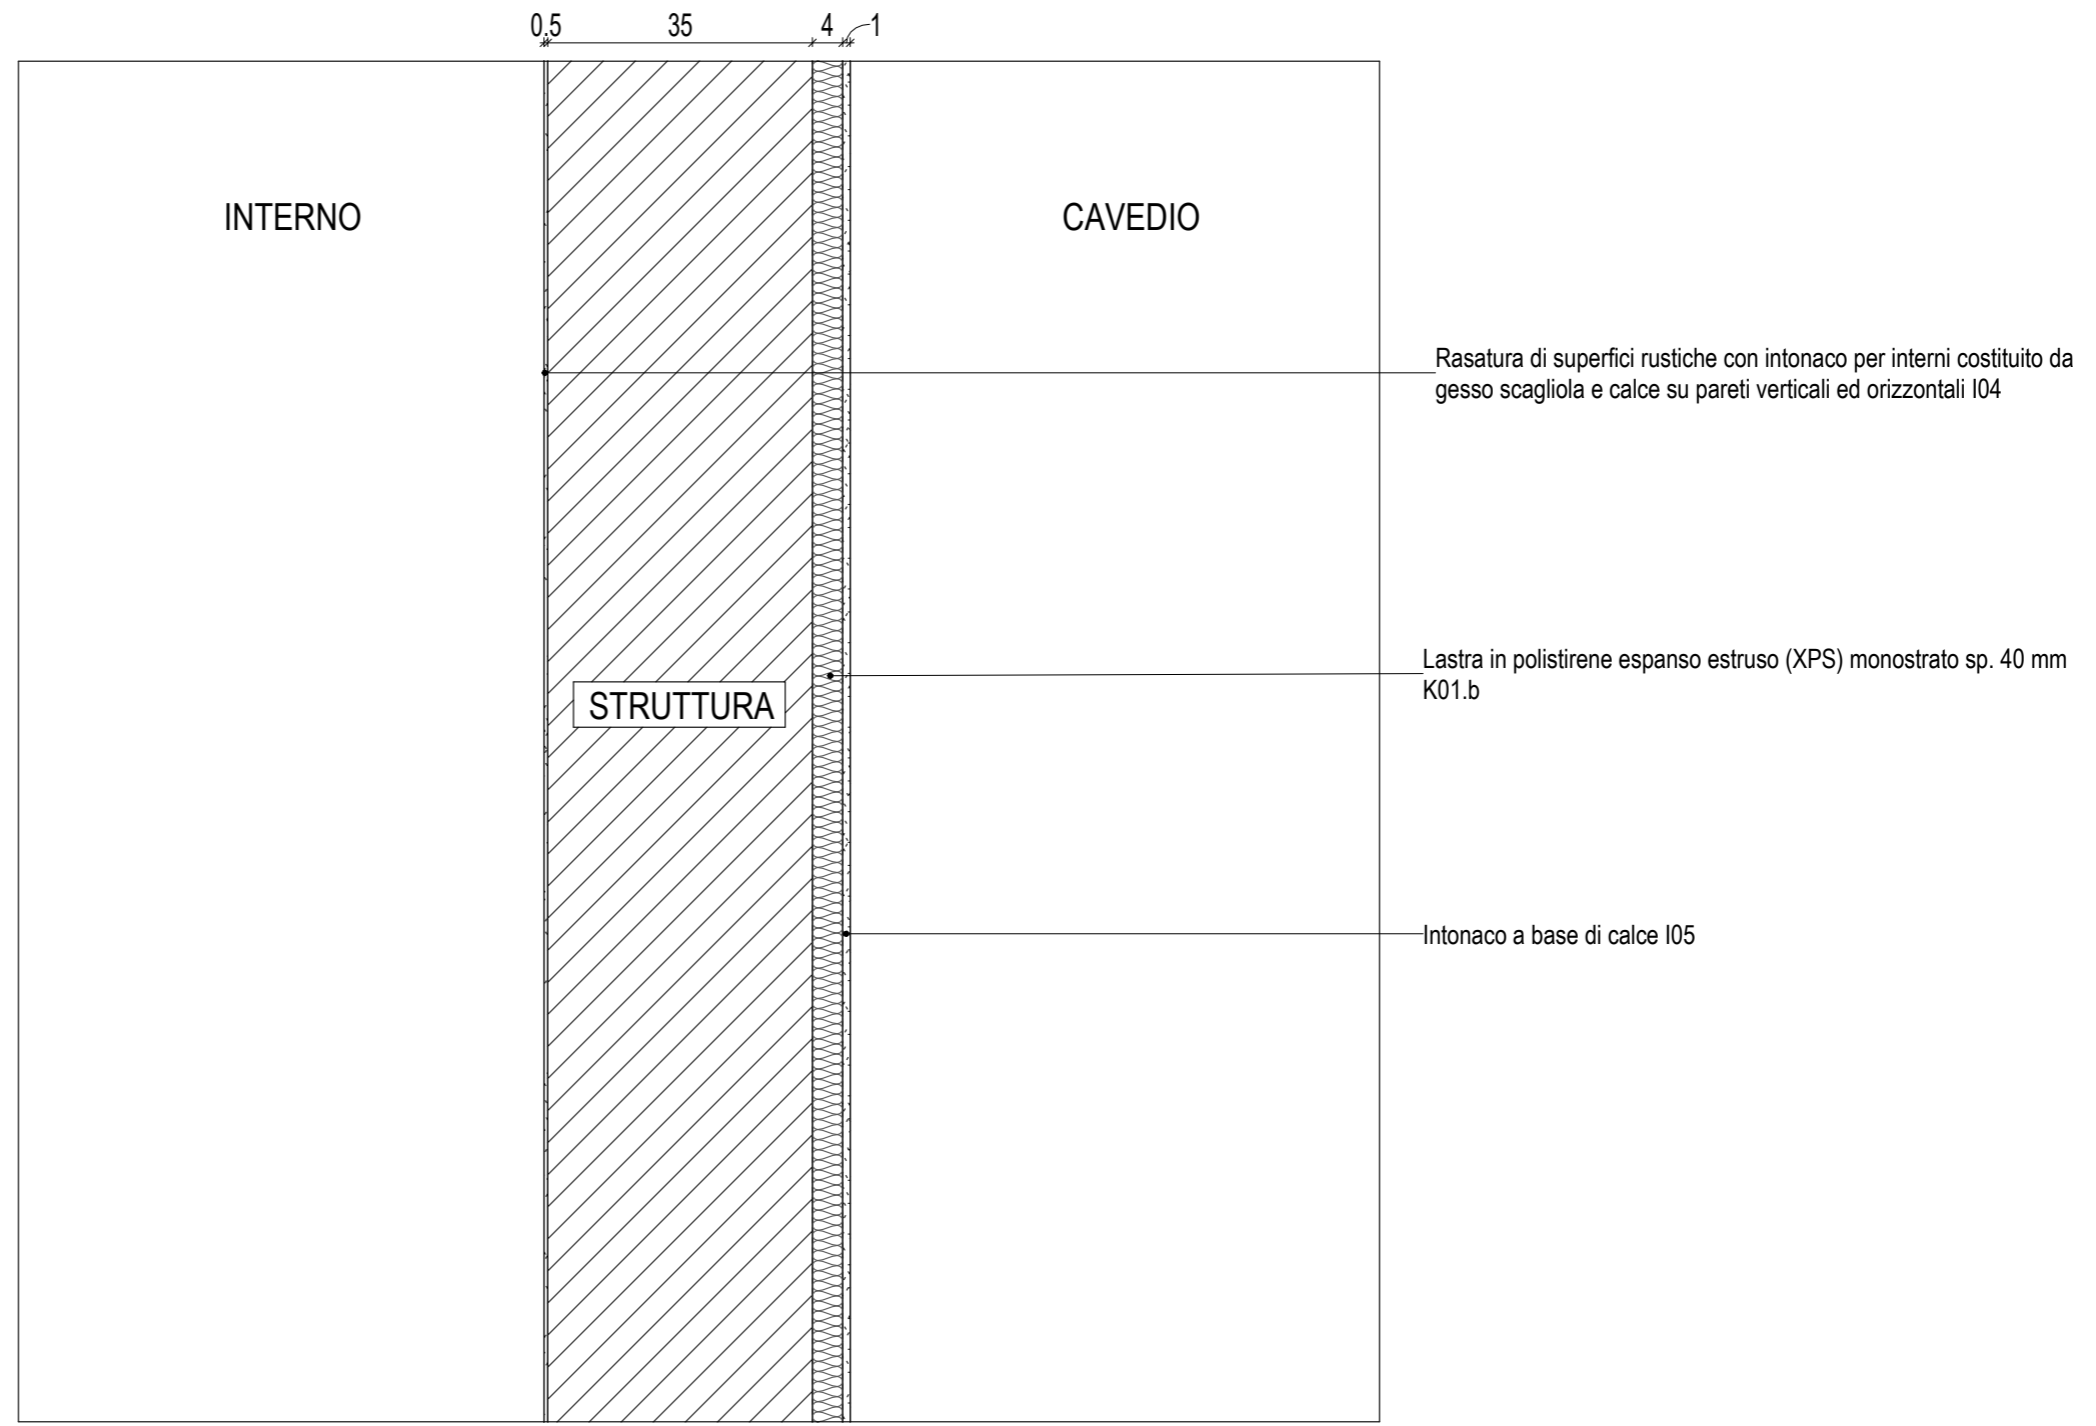 0.5 35 4 1
INTERNO
CAVEDIO
Rasatura di superfici rustiche con intonaco per interni costituito da
gesso scagliola e calce su pareti verticali ed orizzontali I04
Lastra in polistirene espanso estruso (XPS) monostrato sp. 40 mm
K01.b
STRUTTURA
Intonaco a base di calce I05